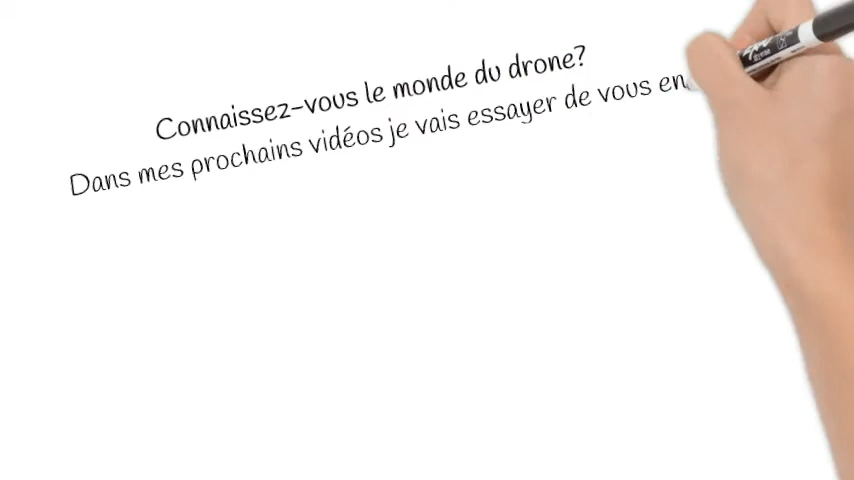 Connaissez-vous le monde du drone?
Dans mes prochains vidéos je vais essayer de vous en